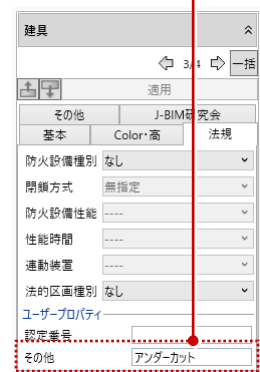 建具
3/4 一括
適用
その他 J-BIM研究会
基本 Color・高 法規
防火設備種別 なし
閉鎖方式 無指定
防火設備性能 ----
性能時間 ----
連動装置 ----
法的区画種別 なし
ユーザープロパティ
認定番号
その他 アンダーカット